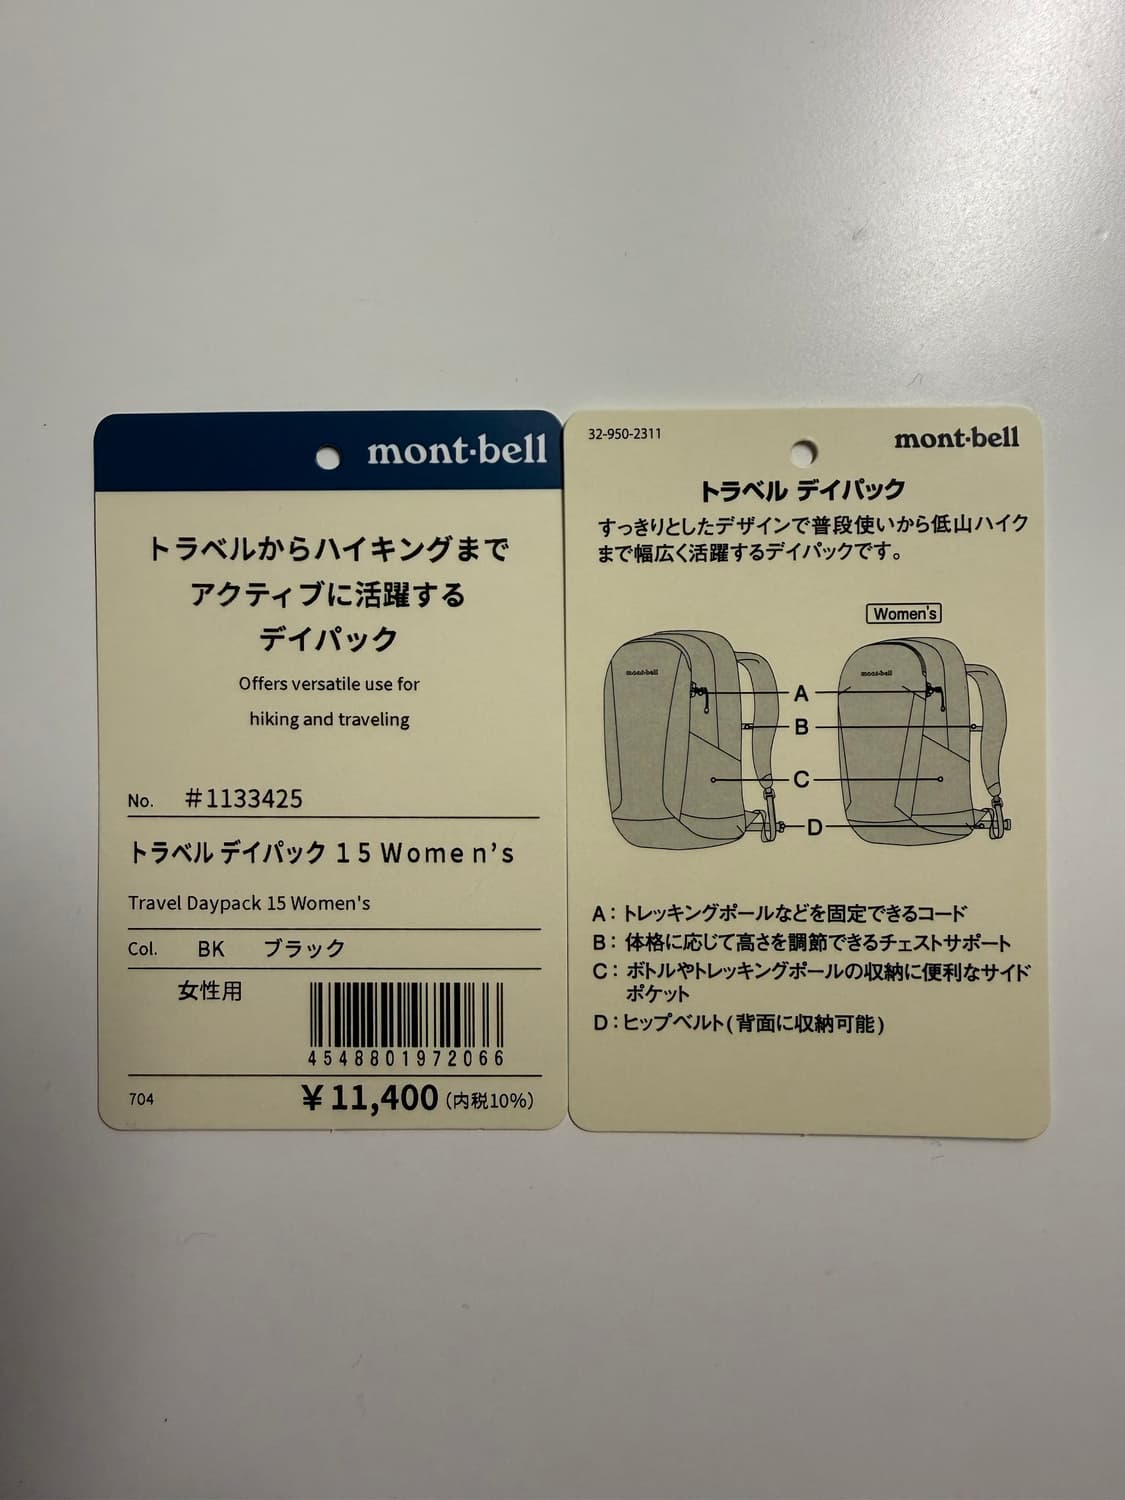 mont·bell
トラベルからハイキングまで
アクティブに活躍する
デイパック
Offers versatile use for
hiking and traveling
No. #1133425
トラベル デイパック 15 Women's
Travel Daypack 15 Women's
Col. BK ブラック
女性用
4548801972066
704 ¥11,400 (内税10%)
32-950-2311 mont·bell
トラベル デイパック
すっきりとしたデザインで普段使いから低山ハイク
まで幅広く活躍するデイパックです。
Women's
mont·bell
mont·bell
A
B
C
D
A：トレッキングポールなどを固定できるコード
B：体格に応じて高さを調節できるチェストサポート
C：ボトルやトレッキングポールの収納に便利なサイド
ポケット
D：ヒップベルト(背面に収納可能)